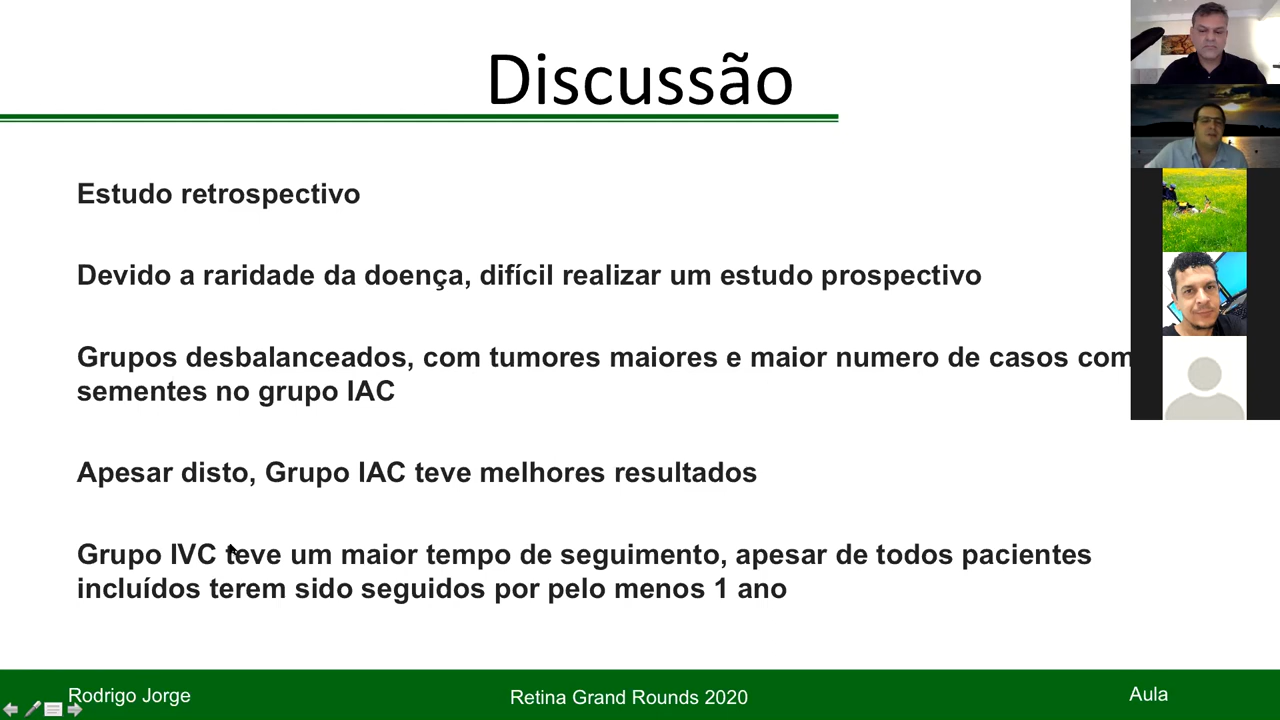 Discussão
Estudo retrospectivo
Devido a raridade da doença, difícil realizar um estudo prospectivo
Grupos desbalanceados, com tumores maiores e maior numero de casos com
sementes no grupo IAC
Apesar disto, Grupo IAC teve melhores resultados
Grupo IVC teve um maior tempo de seguimento, apesar de todos pacientes
incluídos terem sido seguidos por pelo menos 1 ano
Rodrigo Jorge
Retina Grand Rounds 2020
Aula